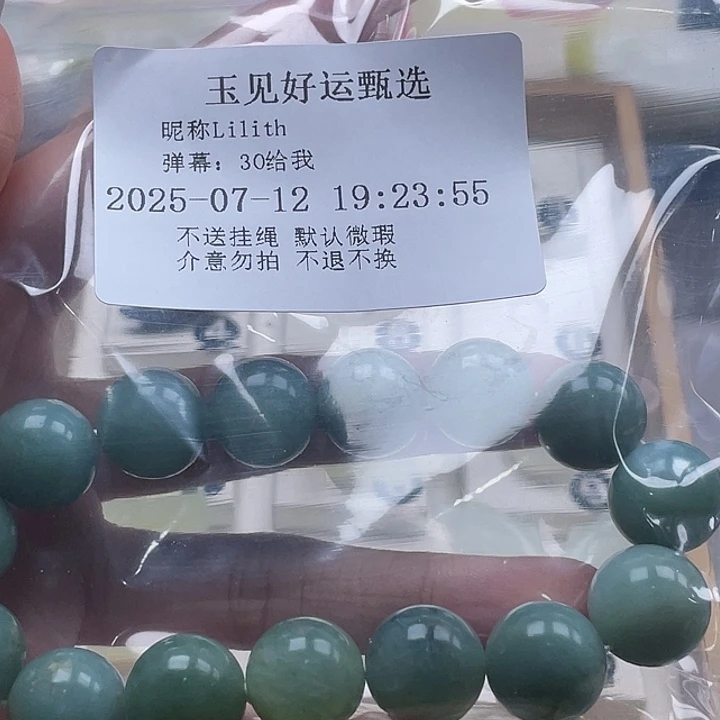 玉见好运甄选
昵称Lilith
弹幕：30给我
2025-07-12 19:23:55
不送挂绳 默认微瑕
介意勿拍 不退不换